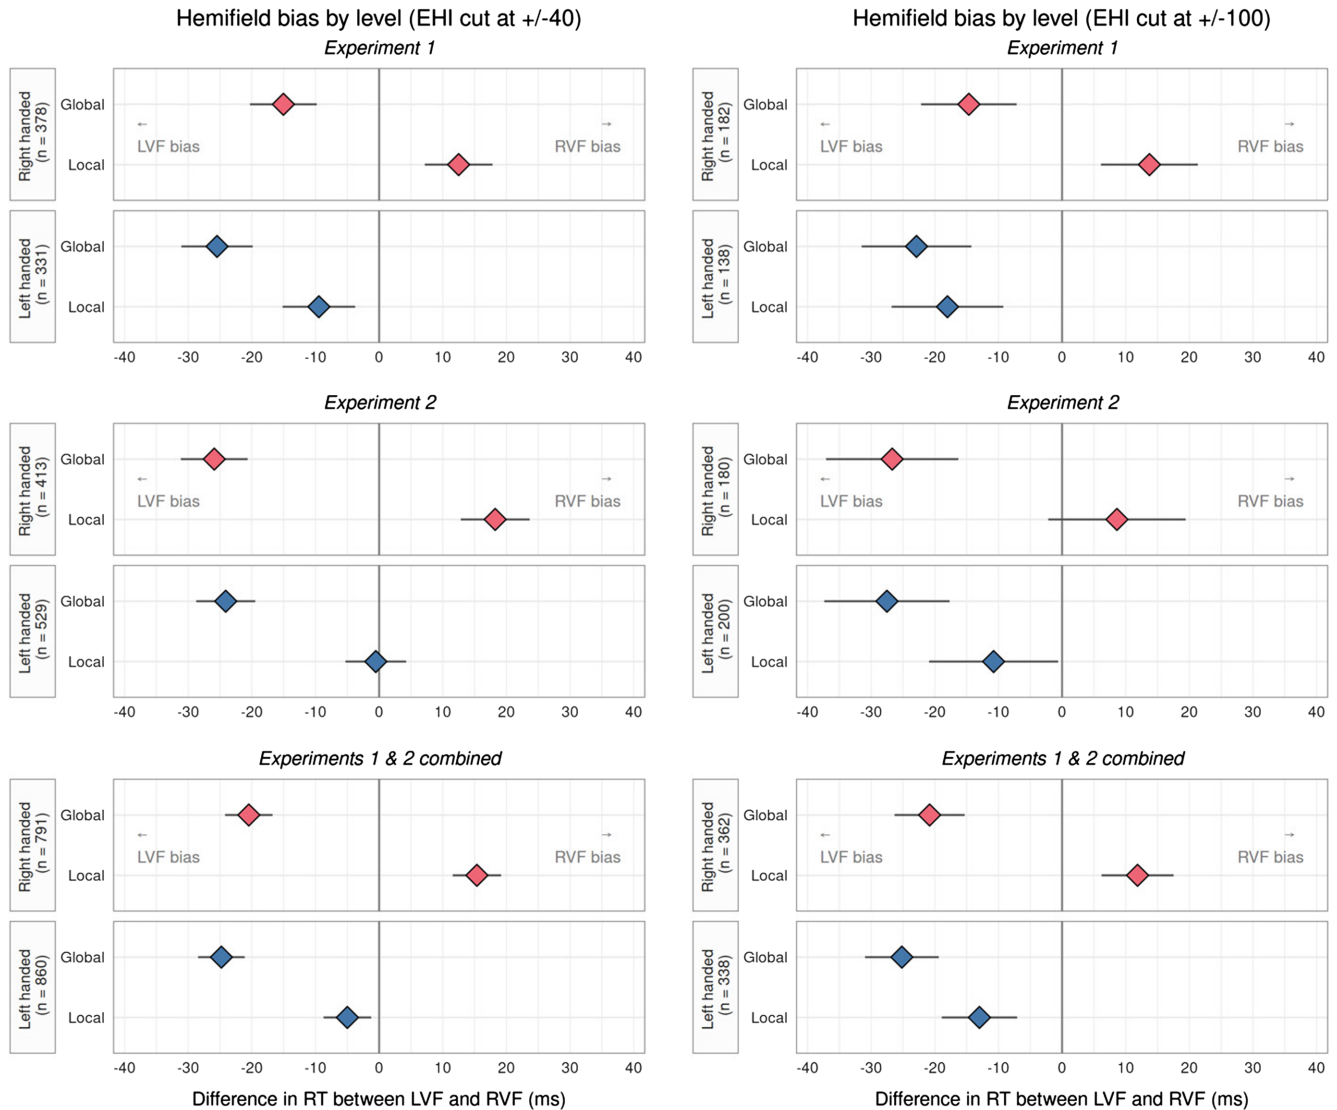 Hemifield bias by level (EHI cut at +/-40)
Experiment 1
Right handed
(n = 378)
Global
Local
← →
LVF bias RVF bias
Left handed
(n = 331)
Global
Local
-40 -30 -20 -10 0 10 20 30 40
Experiment 2
Right handed
(n = 413)
Global
Local
← →
LVF bias RVF bias
Left handed
(n = 529)
Global
Local
-40 -30 -20 -10 0 10 20 30 40
Experiments 1 & 2 combined
Right handed
(n = 791)
Global
Local
← →
LVF bias RVF bias
Left handed
(n = 860)
Global
Local
-40 -30 -20 -10 0 10 20 30 40
Difference in RT between LVF and RVF (ms)
Hemifield bias by level (EHI cut at +/-100)
Experiment 1
Right handed
(n = 182)
Global
Local
← →
LVF bias RVF bias
Left handed
(n = 138)
Global
Local
-40 -30 -20 -10 0 10 20 30 40
Experiment 2
Right handed
(n = 180)
Global
Local
← →
LVF bias RVF bias
Left handed
(n = 200)
Global
Local
-40 -30 -20 -10 0 10 20 30 40
Experiments 1 & 2 combined
Right handed
(n = 362)
Global
Local
← →
LVF bias RVF bias
Left handed
(n = 338)
Global
Local
-40 -30 -20 -10 0 10 20 30 40
Difference in RT between LVF and RVF (ms)